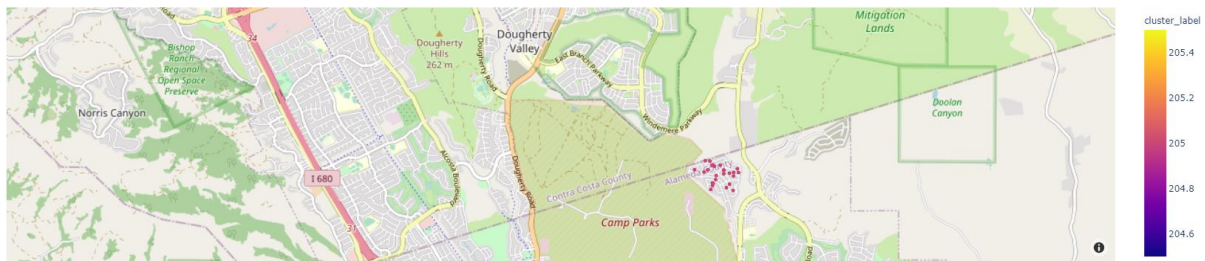 34
Bishop
Ranch
Regional
Open Space
Preserve
Norris Canyon
I 680
31
Dougherty
Hills
262 m
Dougherty
Valley
Dougherty Road
East Branch Parkway
Windemere Parkway
Alcosta Boulevard
Dougherty Road
Contra Costa County
Camp Parks
Mitigation
Lands
Doolan
Canyon
cluster_label
205.4
205.2
205
204.8
204.6